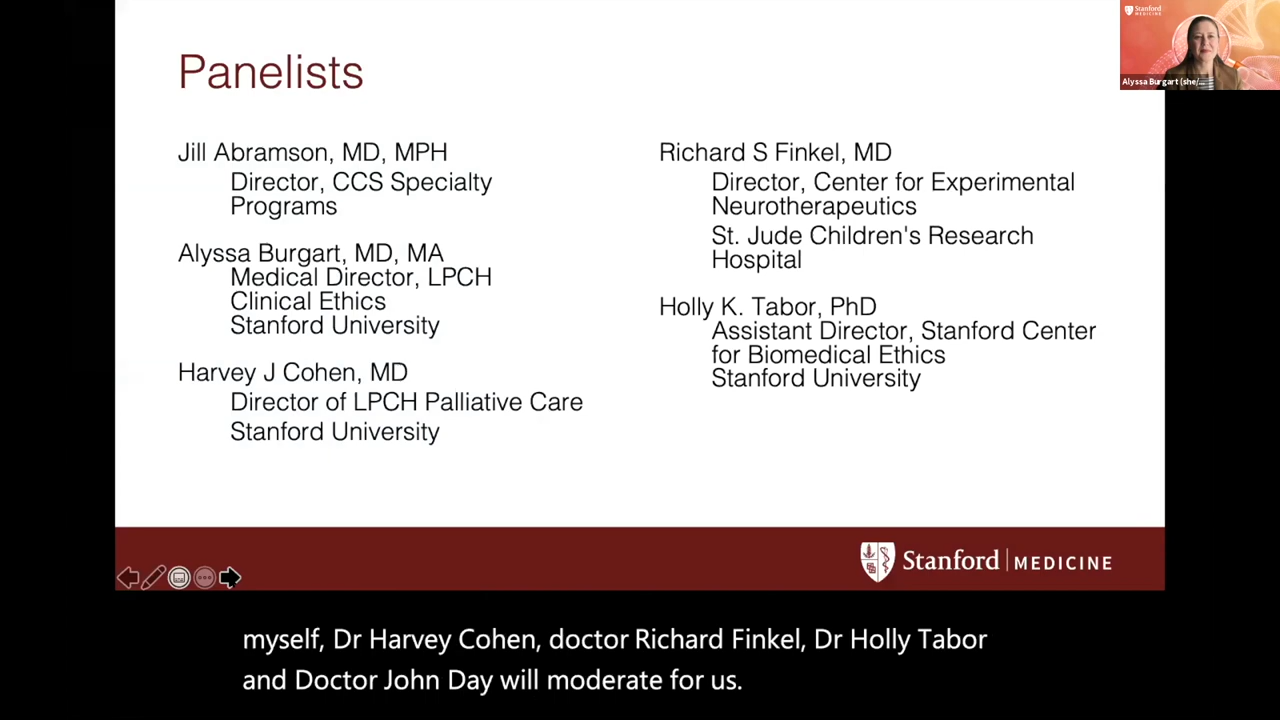 Panelists
Jill Abramson, MD, MPH
Director, CCS Specialty
Programs
Alyssa Burgart, MD, MA
Medical Director, LPCH
Clinical Ethics
Stanford University
Harvey J Cohen, MD
Director of LPCH Palliative Care
Stanford University
Richard S Finkel, MD
Director, Center for Experimental
Neurotherapeutics
St. Jude Children's Research
Hospital
Holly K. Tabor, PhD
Assistant Director, Stanford Center
for Biomedical Ethics
Stanford University
Stanford
MEDICINE
Alyssa Burgart (she/...
Stanford MEDICINE
myself, Dr Harvey Cohen, doctor Richard Finkel, Dr Holly Tabor
and Doctor John Day will moderate for us.